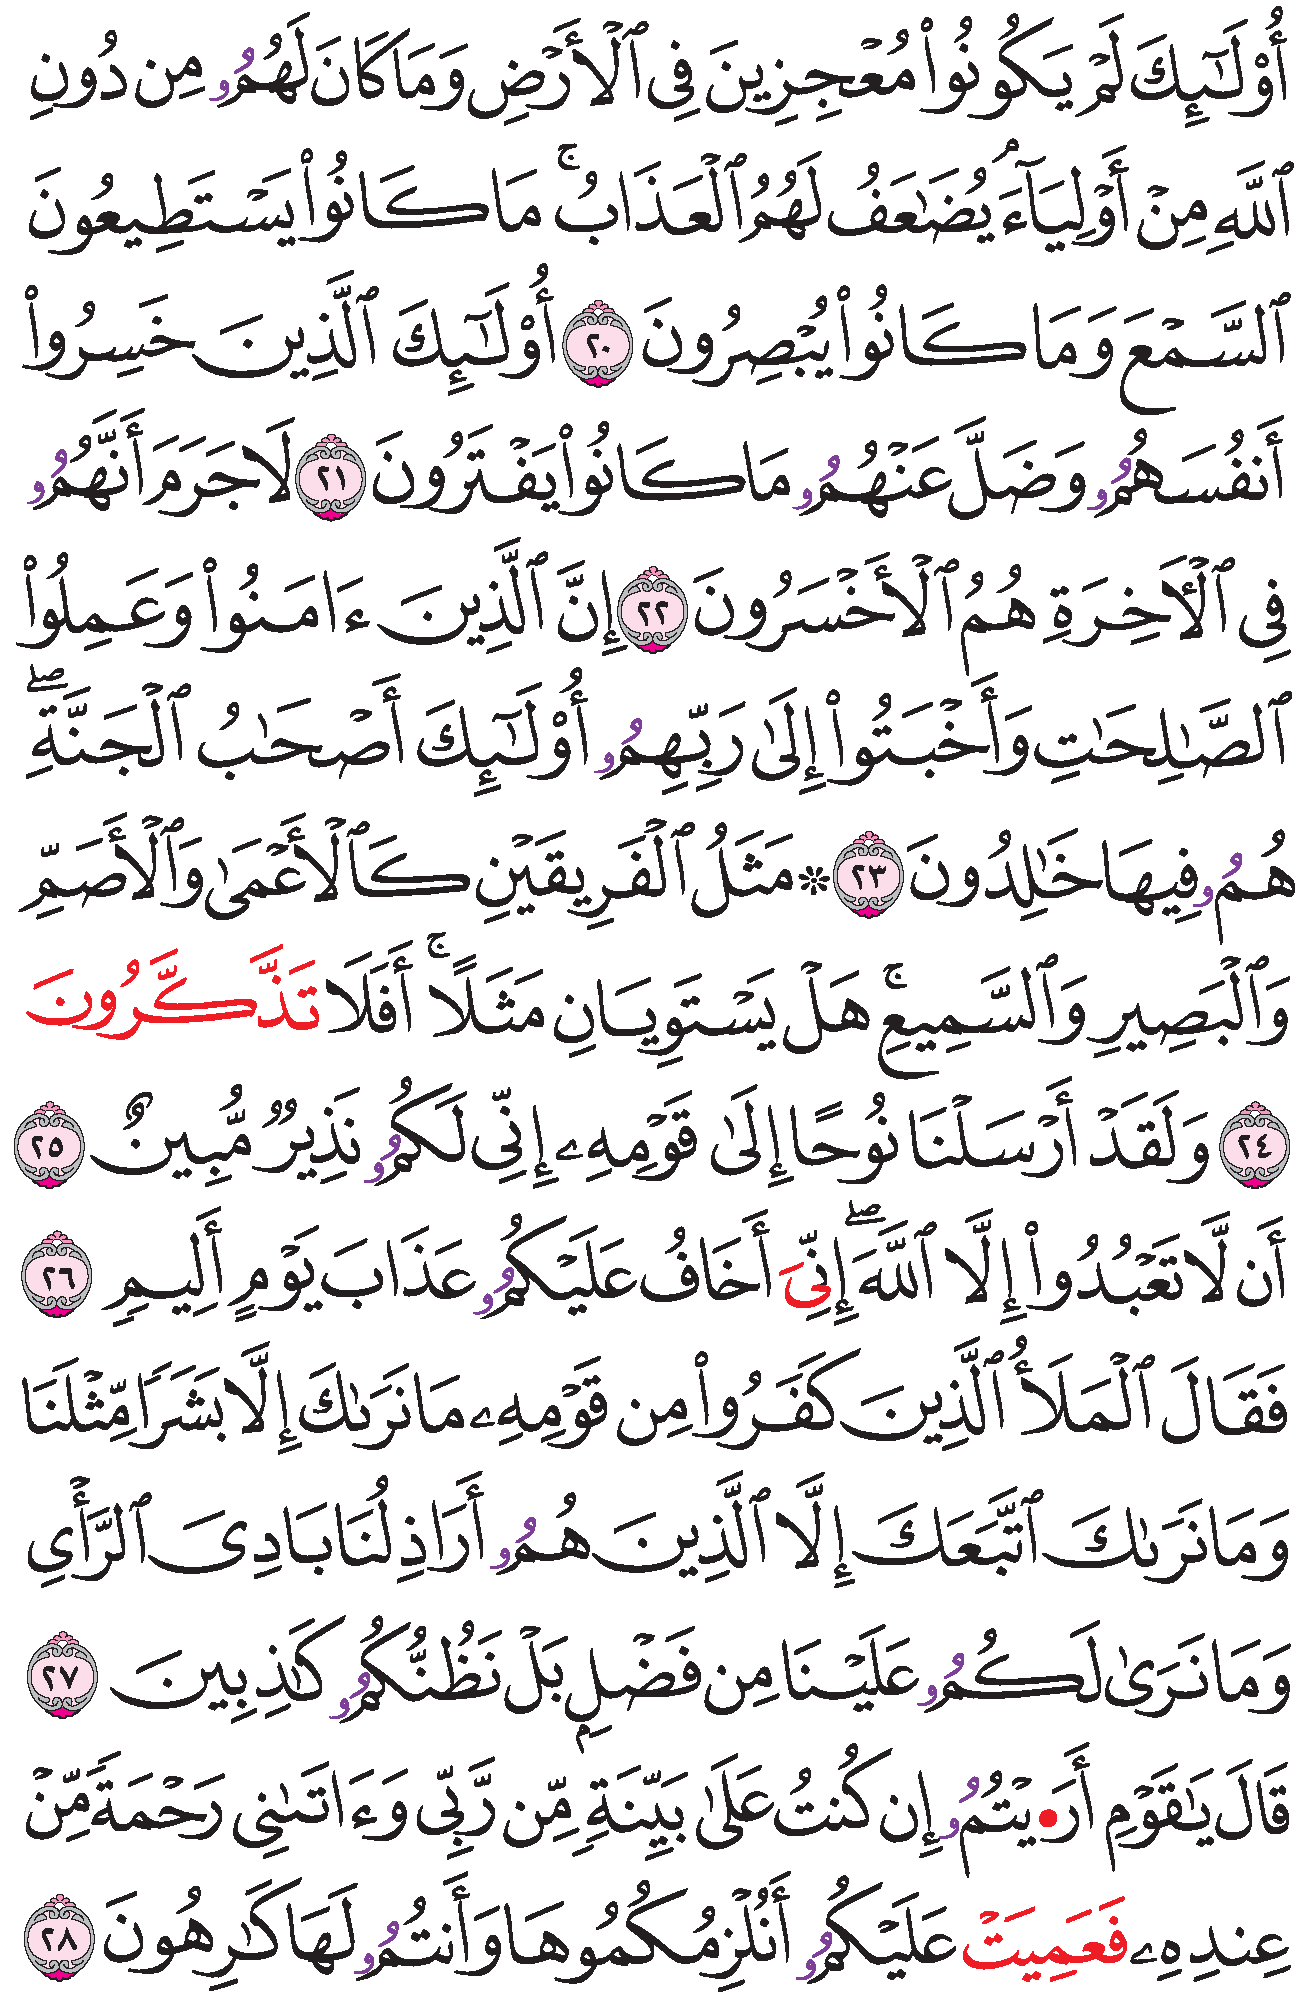 أُوْلَـٰٓئِكَ لَمْ يَكُونُواْ مُعْجِزِينَ فِى ٱلْأَرْضِ وَمَا كَانَ لَهُمُۥ مِن دُونِ
ٱللَّهِ مِنْ أَوْلِيَآءَۘ يُضَـٰعَفُ لَهُمُ ٱلْعَذَابُۚ مَا كَانُواْ يَسْتَطِيعُونَ
ٱلسَّمْعَ وَمَا كَانُواْ يُبْصِرُونَ ٢٠ أُوْلَـٰٓئِكَ ٱلَّذِينَ خَسِرُواْ
أَنفُسَهُمُۥ وَضَلَّ عَنْهُمُۥ مَا كَانُواْ يَفْتَرُونَ ٢١ لَا جَرَمَ أَنَّهُمُۥ
فِى ٱلْأَخِرَةِ هُمُ ٱلْأَخْسَرُونَ ٢٢ إِنَّ ٱلَّذِينَ ءَامَنُواْ وَعَمِلُواْ
ٱلصَّـٰلِحَـٰتِ وَأَخْبَتُواْ إِلَىٰ رَبِّهِمُۥ أُوْلَـٰٓئِكَ أَصْحَـٰبُ ٱلْجَنَّةِۖ
هُمُۥ فِيهَا خَـٰلِدُونَ ٢٣ ۞ مَثَلُ ٱلْفَرِيقَيْنِ كَٱلْأَعْمَىٰ وَٱلْأَصَمِّ
وَٱلْبَصِيرِ وَٱلسَّمِيعِۚ هَلْ يَسْتَوِيَانِ مَثَلًاۚ أَفَلَا تَذَّكَّرُونَ
٢٤ وَلَقَدْ أَرْسَلْنَا نُوحًا إِلَىٰ قَوْمِهِۦ إِنِّى لَكُمُۥ نَذِيرٌ مُّبِينٌ ٢٥
أَن لَّا تَعْبُدُواْ إِلَّا ٱللَّهَۖ إِنِّىَ أَخَافُ عَلَيْكُمُۥ عَذَابَ يَوْمٍ أَلِيمٍ ٢٦
فَقَالَ ٱلْمَلَأُ ٱلَّذِينَ كَفَرُواْ مِن قَوْمِهِۦ مَا نَرَىٰكَ إِلَّا بَشَرًا مِّثْلَنَا
وَمَا نَرَىٰكَ ٱتَّبَعَكَ إِلَّا ٱلَّذِينَ هُمُۥ أَرَاذِلُنَا بَادِىَ ٱلرَّأْىِ
وَمَا نَرَىٰ لَكُمُۥ عَلَيْنَا مِن فَضْلٍۭ بَلْ نَظُنُّكُمُۥ كَـٰذِبِينَ ٢٧
قَالَ يَـٰقَوْمِ أَرَ•يْتُمُۥ إِن كُنتُ عَلَىٰ بَيِّنَةٍ مِّن رَّبِّى وَءَاتَىٰنِى رَحْمَةً مِّنْ
عِندِهِۦ فَعَمِيَتْ عَلَيْكُمُۥ أَنُلْزِمُكُمُوهَا وَأَنتُمُۥ لَهَا كَـٰرِهُونَ ٢٨